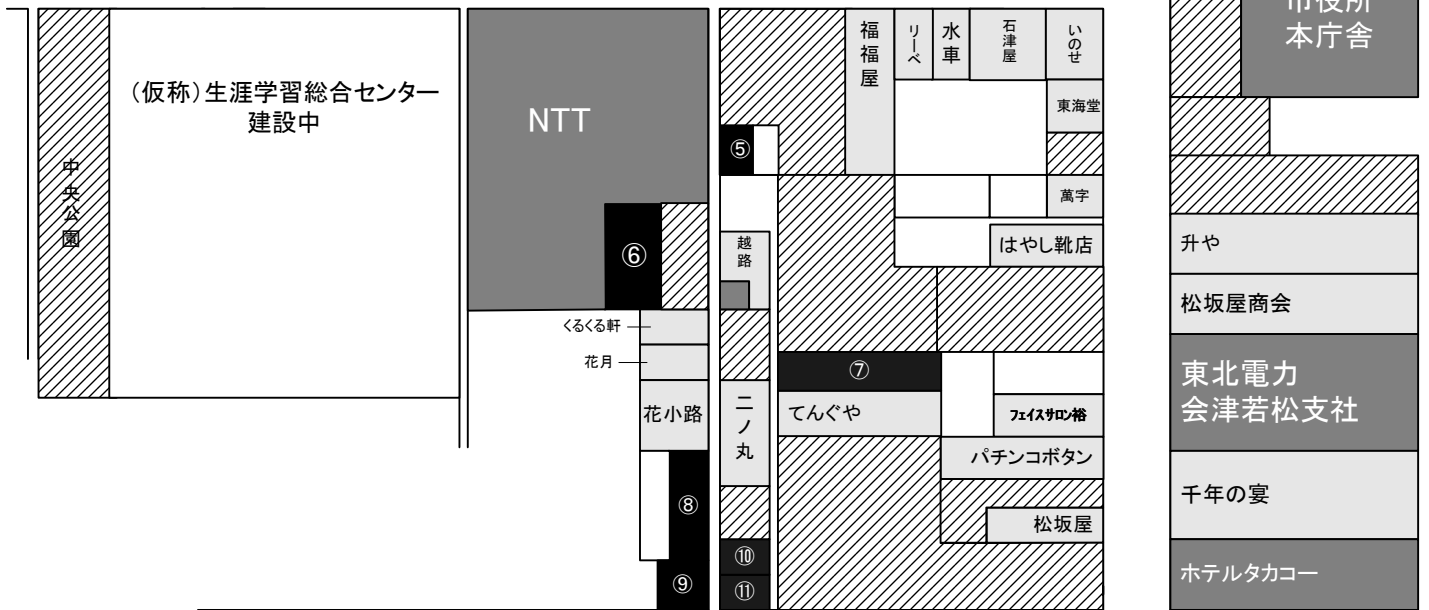 中央公園
(仮称)生涯学習総合センター
建設中
NTT
⑥
くるくる軒
花月
花小路
⑧
⑨
⑤
越路
二ノ丸
⑩
⑪
福福屋
リーベ
水車
石津屋
いのせ
東海堂
萬字
はやし靴店
⑦
てんぐや
フェイスサロン裕
パチンコボタン
松坂屋
市役所
本庁舎
升や
松坂屋商会
東北電力
会津若松支社
千年の宴
ホテルタカコー